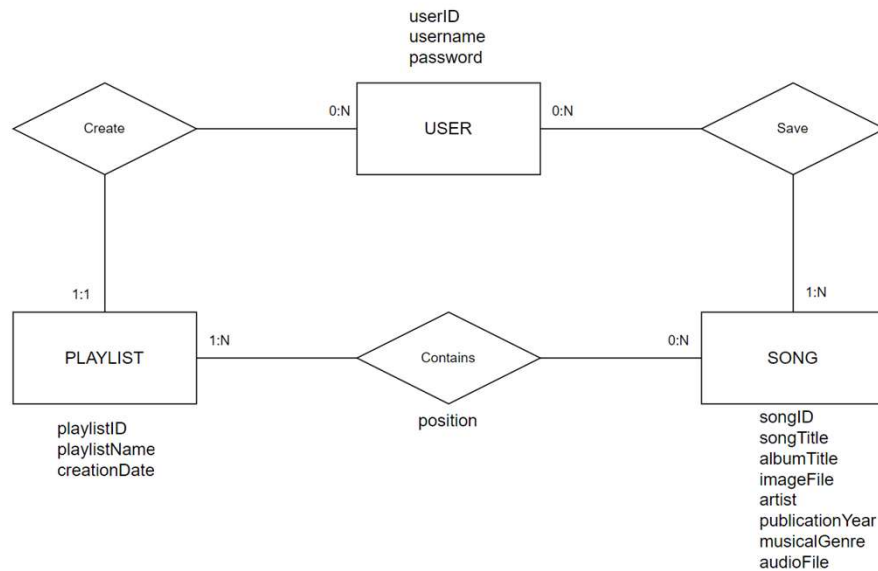 userID
username
password
Create
0:N
USER
0:N
Save
1:1
1:N
PLAYLIST
1:N
Contains
0:N
SONG
position
playlistID
playlistName
creationDate
songID
songTitle
albumTitle
imageFile
artist
publicationYear
musicalGenre
audioFile